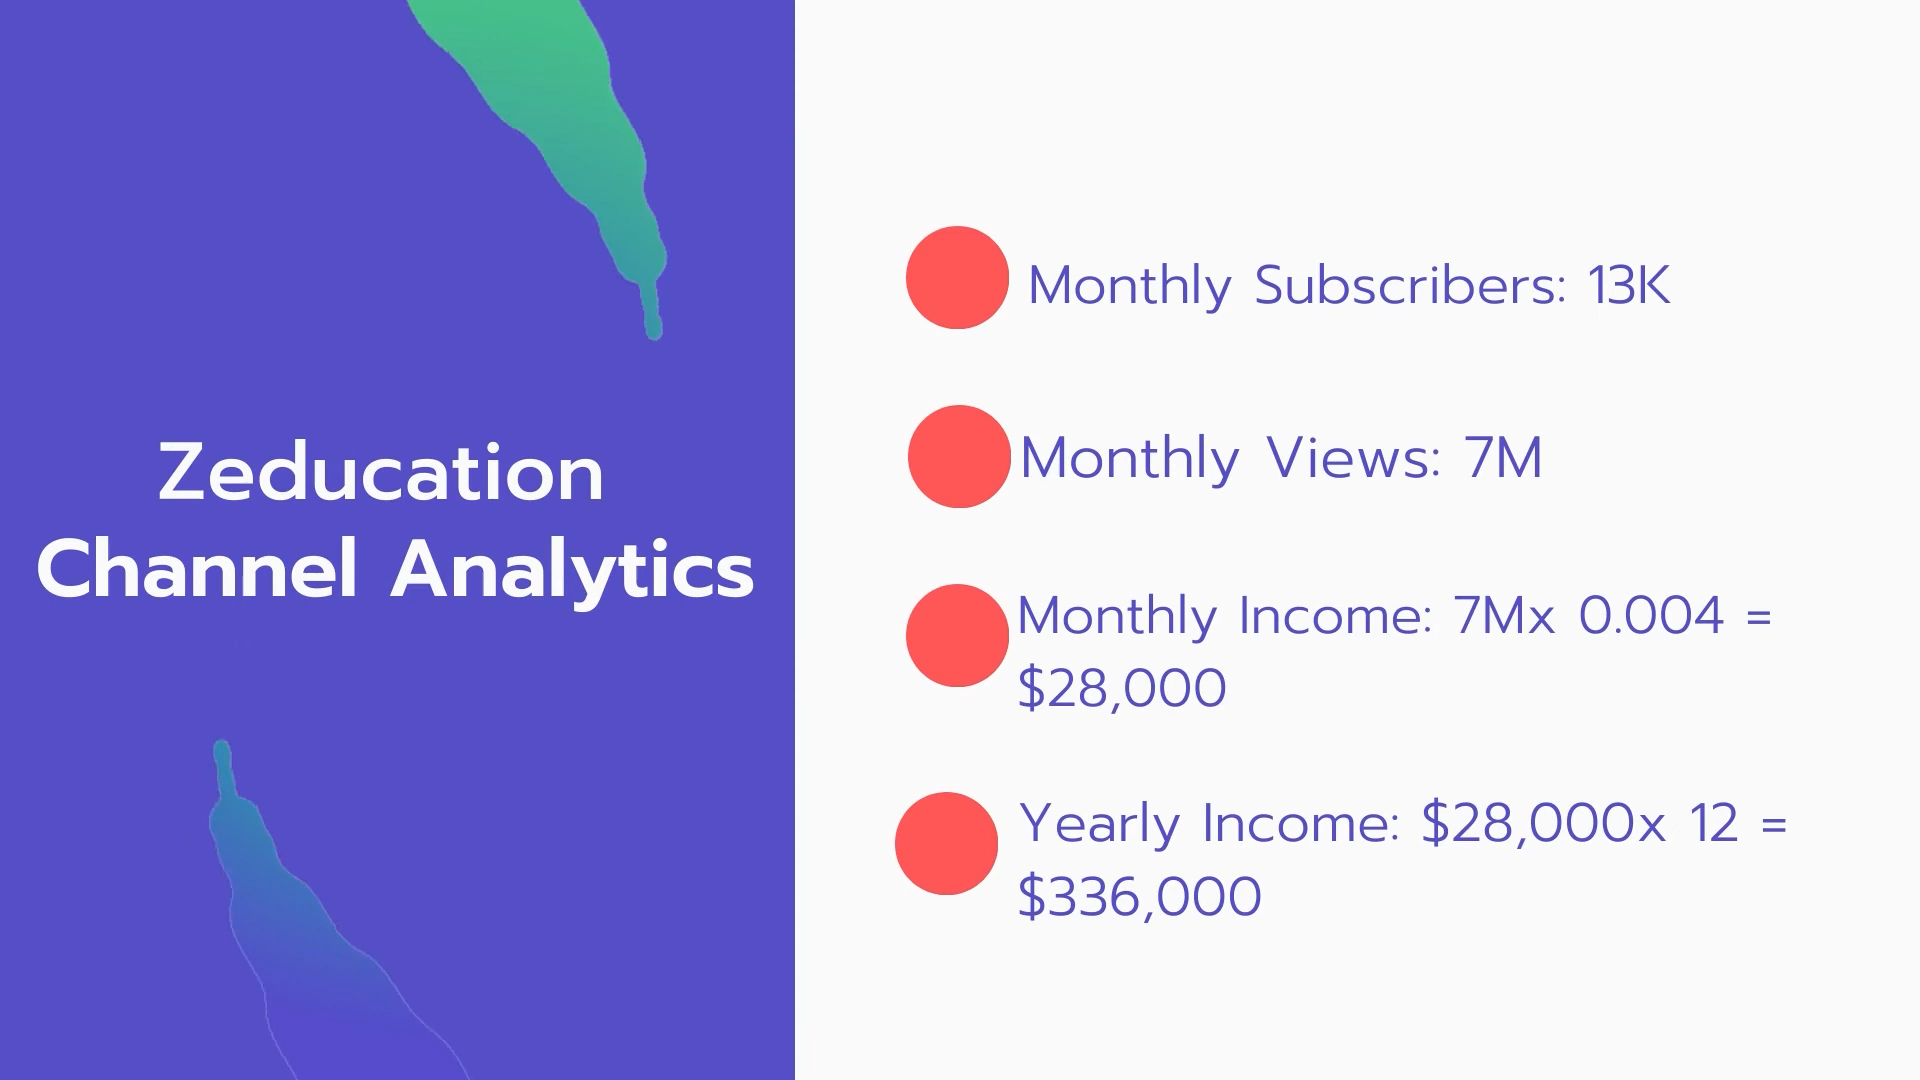 Zeducation
Channel Analytics
Monthly Subscribers: 13K
Monthly Views: 7M
Monthly Income: 7Mx 0.004 =
$28,000
Yearly Income: $28,000x 12 =
$336,000